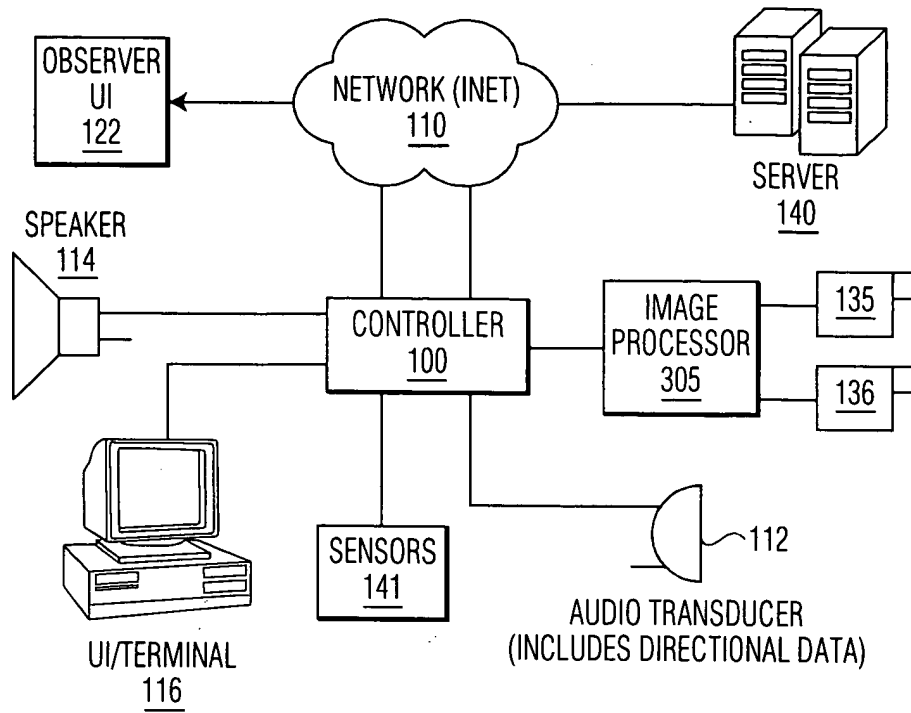 OBSERVER
UI
122
NETWORK (INET)
110
SERVER
140
SPEAKER
114
CONTROLLER
100
IMAGE
PROCESSOR
305
135
136
SENSORS
141
112
AUDIO TRANSDUCER
(INCLUDES DIRECTIONAL DATA)
UI/TERMINAL
116